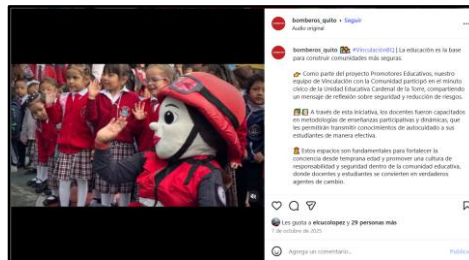 bomberos_quito • Seguir
Audio original
bomberos_quito 👩‍🚒 #VinculaciónBQ | La educación es la base
para construir comunidades más seguras.
👉 Como parte del proyecto Promotores Educativos, nuestro
equipo de Vinculación con la Comunidad participó en el minuto
cívico de la Unidad Educativa Cardenal de la Torre, compartiendo
un mensaje de reflexión sobre seguridad y reducción de riesgos.
A través de esta iniciativa, los docentes fueron capacitados
en metodologías de enseñanzas participativas y dinámicas, que
les permitirán transmitir conocimientos de autocuidado a sus
estudiantes de manera efectiva.
Estos espacios son fundamentales para fortalecer la
conciencia desde temprana edad y promover una cultura de
responsabilidad y seguridad dentro de la comunidad educativa,
donde docentes y estudiantes se convierten en verdaderos
agentes de cambio.
Les gusta a elcucolopez y 29 personas más
7 de octubre de 2025
Agrega un comentario...
Publicar